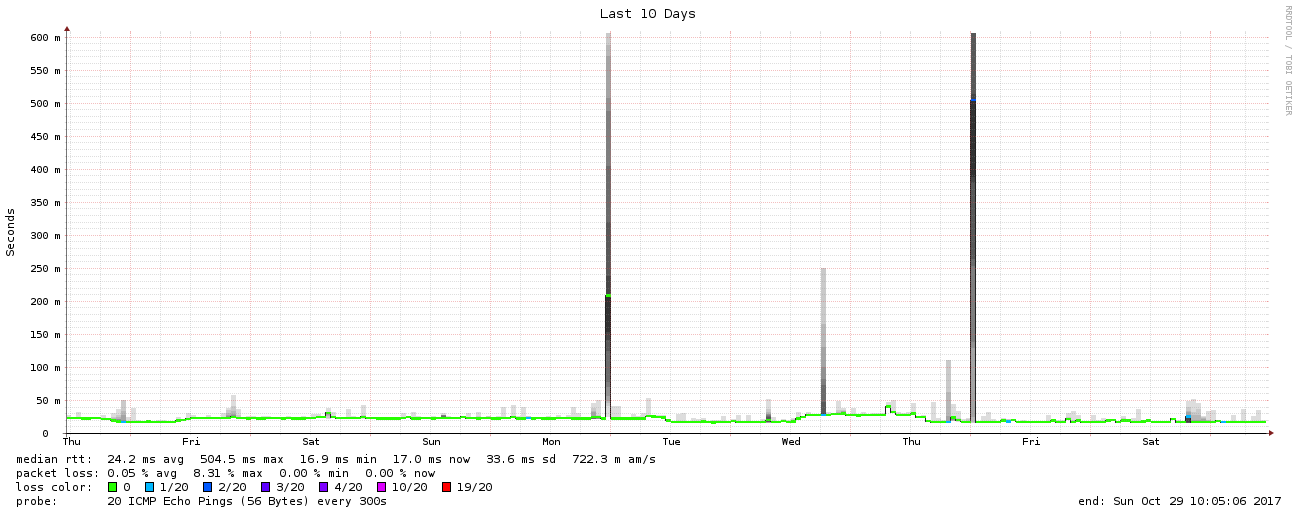 Last 10 Days
RRDTOOL / TOBI OETIKER
Seconds
600 m
550 m
500 m
450 m
400 m
350 m
300 m
250 m
200 m
150 m
100 m
50 m
0
Thu Fri Sat Sun Mon Tue Wed Thu Fri Sat
median rtt: 24.2 ms avg 504.5 ms max 16.9 ms min 17.0 ms now 33.6 ms sd 722.3 m am/s
packet loss: 0.05 % avg 8.31 % max 0.00 % min 0.00 % now
loss color: 0 1/20 2/20 3/20 4/20 10/20 19/20
probe: 20 ICMP Echo Pings (56 Bytes) every 300s end: Sun Oct 29 10:05:06 2017